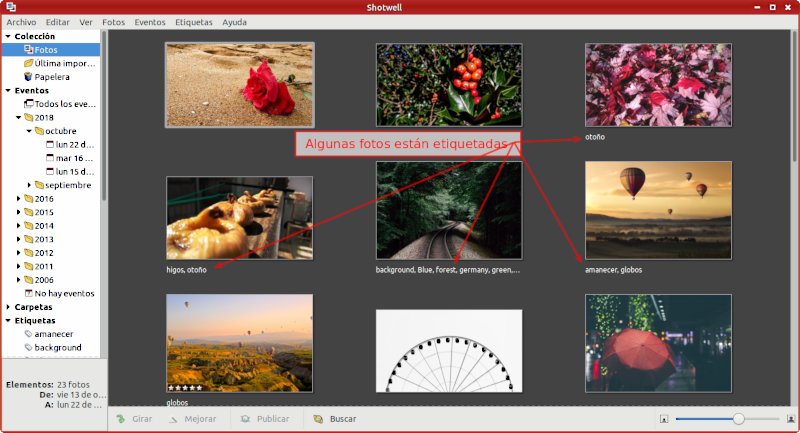 Shotwell
Archivo Editar Ver Fotos Eventos Etiquetas Ayuda
Colección
Fotos
Última impor...
Papelera
Eventos
Todos los eve...
2018
octubre
lun 22 d...
mar 16 ...
lun 15 d...
septiembre
2016
2015
2014
2013
2012
2011
2006
No hay eventos
Carpetas
Etiquetas
amanecer
background
Elementos: 23 fotos
De: vie 13 de o...
A: lun 22 de ...
Algunas fotos están etiquetadas
otoño
higos, otoño
background, Blue, forest, germany, green,...
amanecer, globos
globos
Girar Mejorar Publicar Buscar